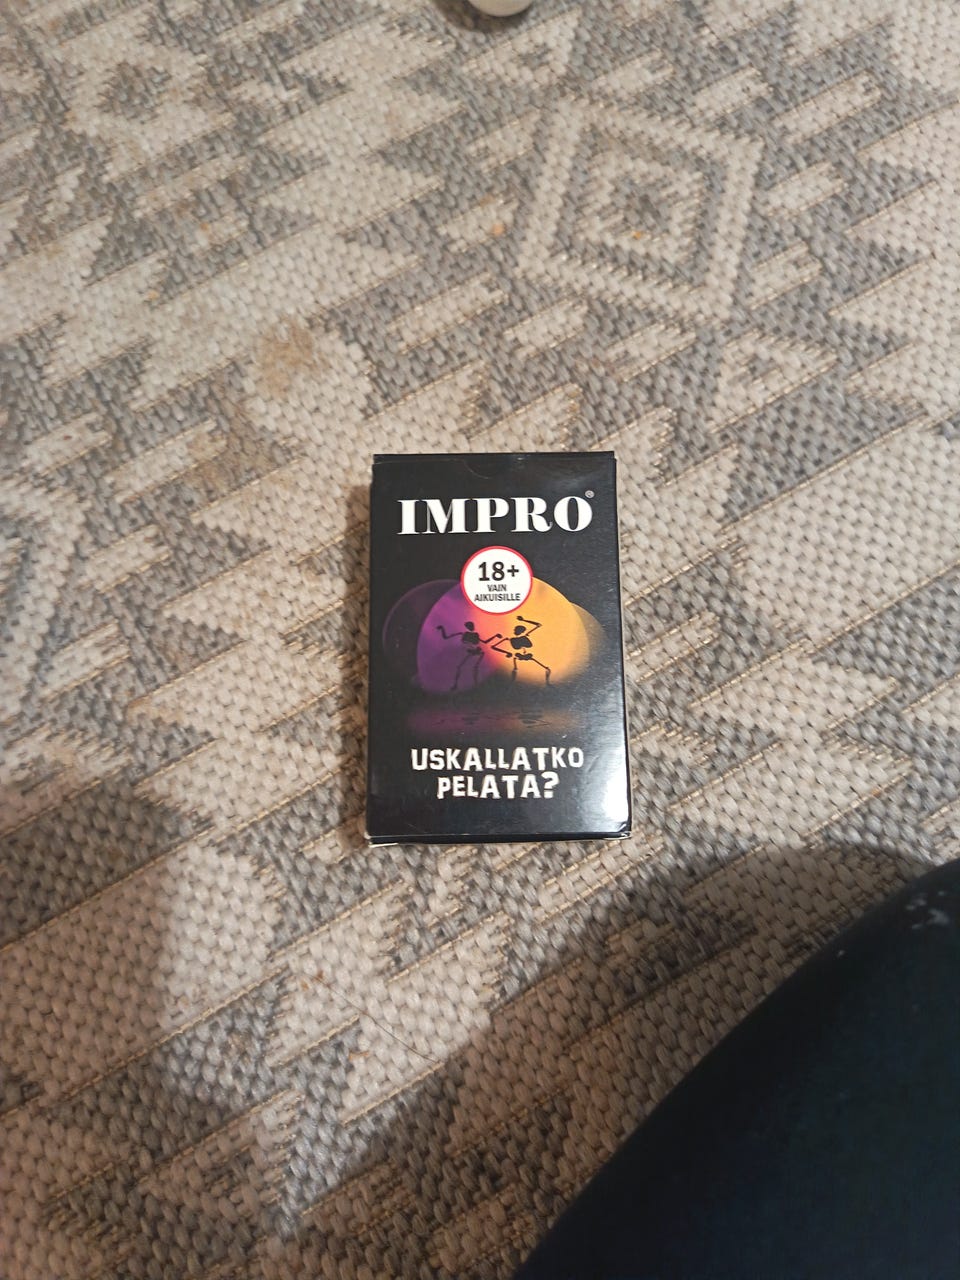 IMPRO®
18+
VAIN
AIKUISILLE
USKALLATKO
PELATA?